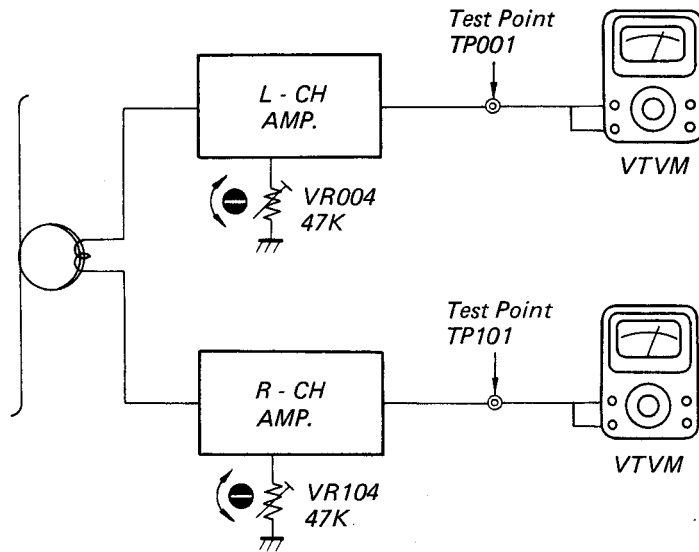 Test Point
TP001
L - CH
AMP.
VTVM
VR004
47K
Test Point
TP101
R - CH
AMP.
VTVM
VR104
47K